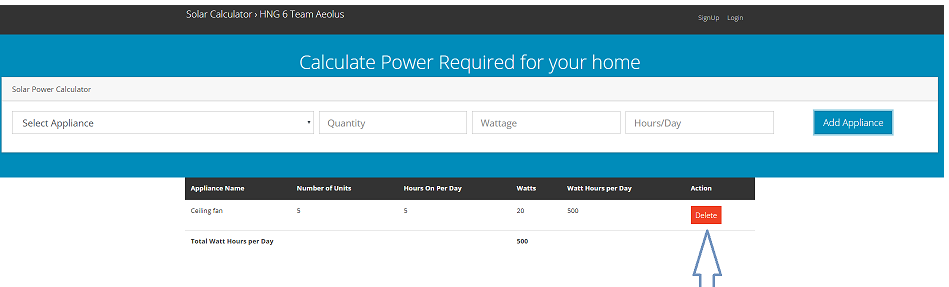 Solar Calculator › HNG 6 Team Aeolus SignUp Login
Calculate Power Required for your home
Solar Power Calculator
Select Appliance Quantity Wattage Hours/Day Add Appliance
Appliance Name Number of Units Hours On Per Day Watts Watt Hours per Day Action
Ceiling fan 5 5 20 500 Delete
Total Watt Hours per Day 500